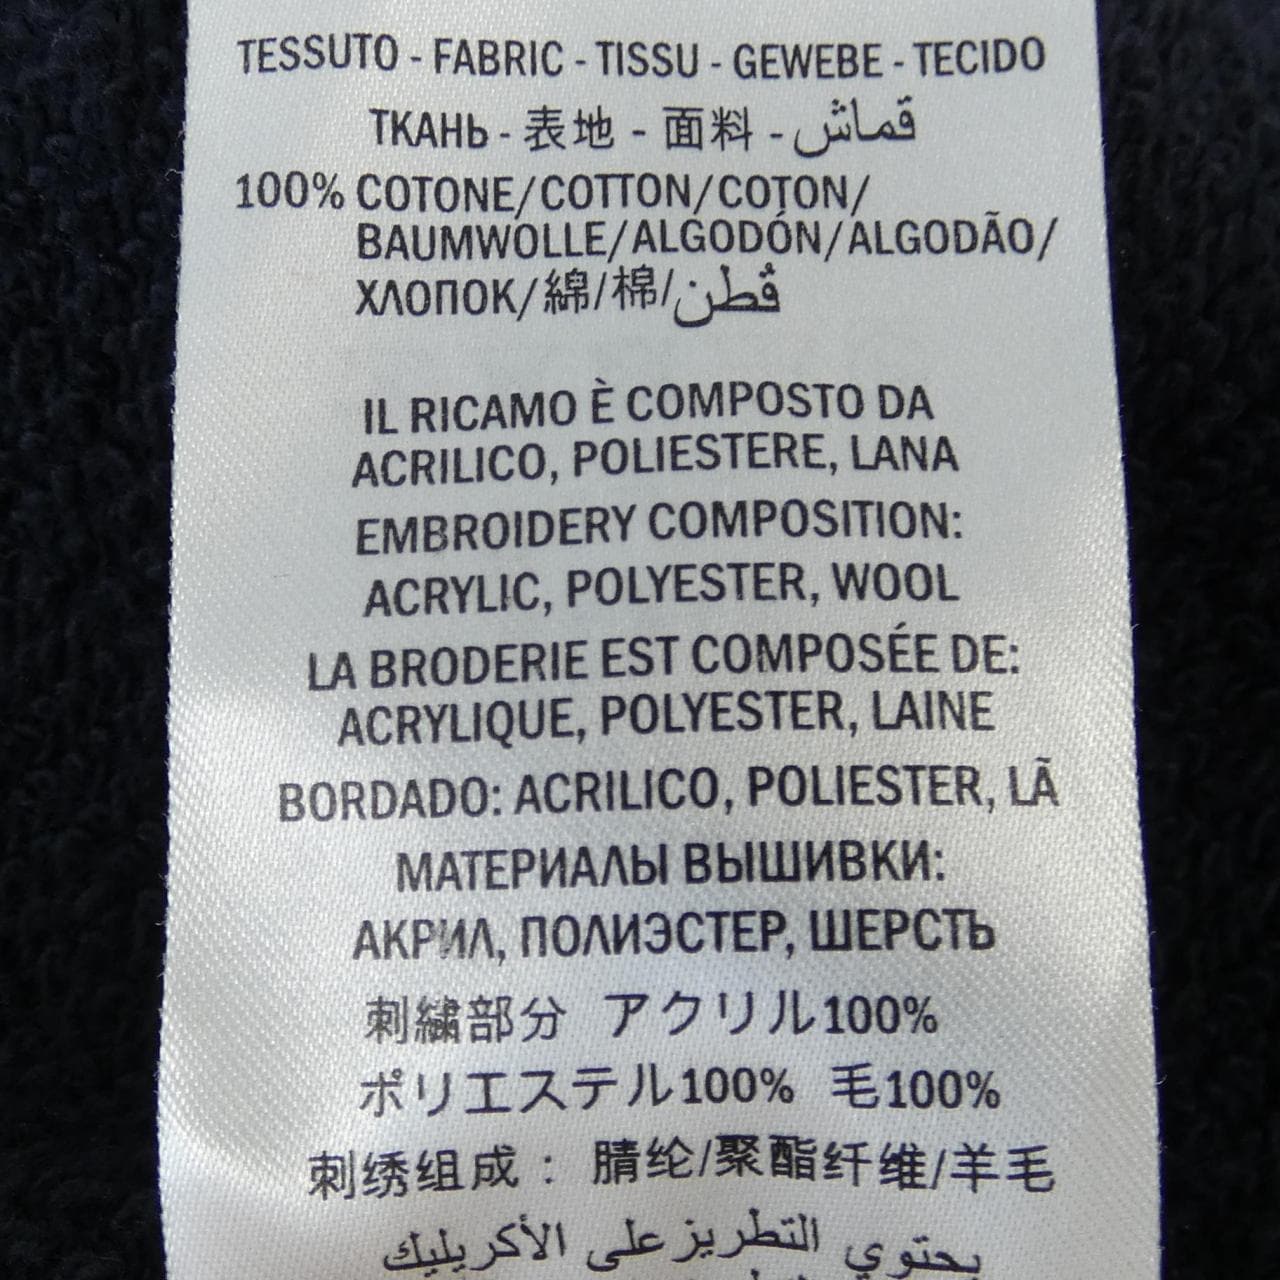 TESSUTO - FABRIC - TISSU - GEWEBE - TECIDO
ТКАНЬ - 表地 - 面料 - قماش
100% COTONE/COTTON/COTON/
BAUMWOLLE/ALGODÓN/ALGODÃO/
ХЛОПОК/綿/棉/قطن
IL RICAMO È COMPOSTO DA
ACRILICO, POLIESTERE, LANA
EMBROIDERY COMPOSITION:
ACRYLIC, POLYESTER, WOOL
LA BRODERIE EST COMPOSÉE DE:
ACRYLIQUE, POLYESTER, LAINE
BORDADO: ACRILICO, POLIESTER, LÃ
МАТЕРИАЛЫ ВЫШИВКИ:
АКРИЛ, ПОЛИЭСТЕР, ШЕРСТЬ
刺繍部分 アクリル100%
ポリエステル100% 毛100%
刺绣组成：腈纶/聚酯纤维/羊毛
يحتوي التطريز على الأكريليك